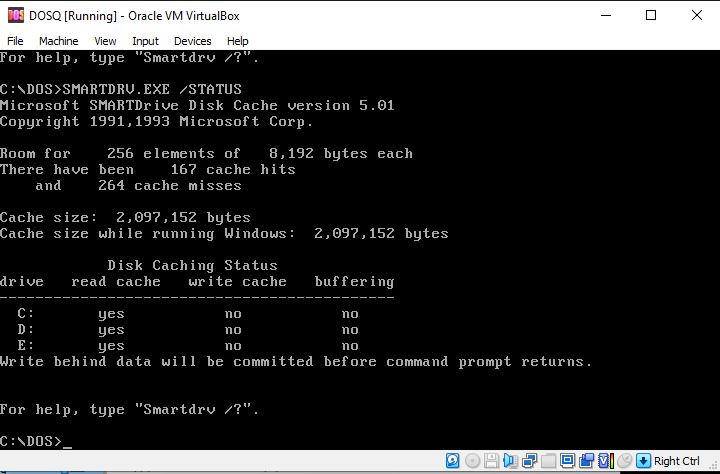 DOSQ [Running] - Oracle VM VirtualBox
File Machine View Input Devices Help
For help, type "Smartdrv /?".
C:\DOS>SMARTDRV.EXE /STATUS
Microsoft SMARTDrive Disk Cache version 5.01
Copyright 1991,1993 Microsoft Corp.
Room for 256 elements of 8,192 bytes each
There have been 167 cache hits
and 264 cache misses
Cache size: 2,097,152 bytes
Cache size while running Windows: 2,097,152 bytes
Disk Caching Status
drive read cache write cache buffering
--------------------------------------------
C: yes no no
D: yes no no
E: yes no no
Write behind data will be committed before command prompt returns.
For help, type "Smartdrv /?".
C:\DOS>_
Right Ctrl